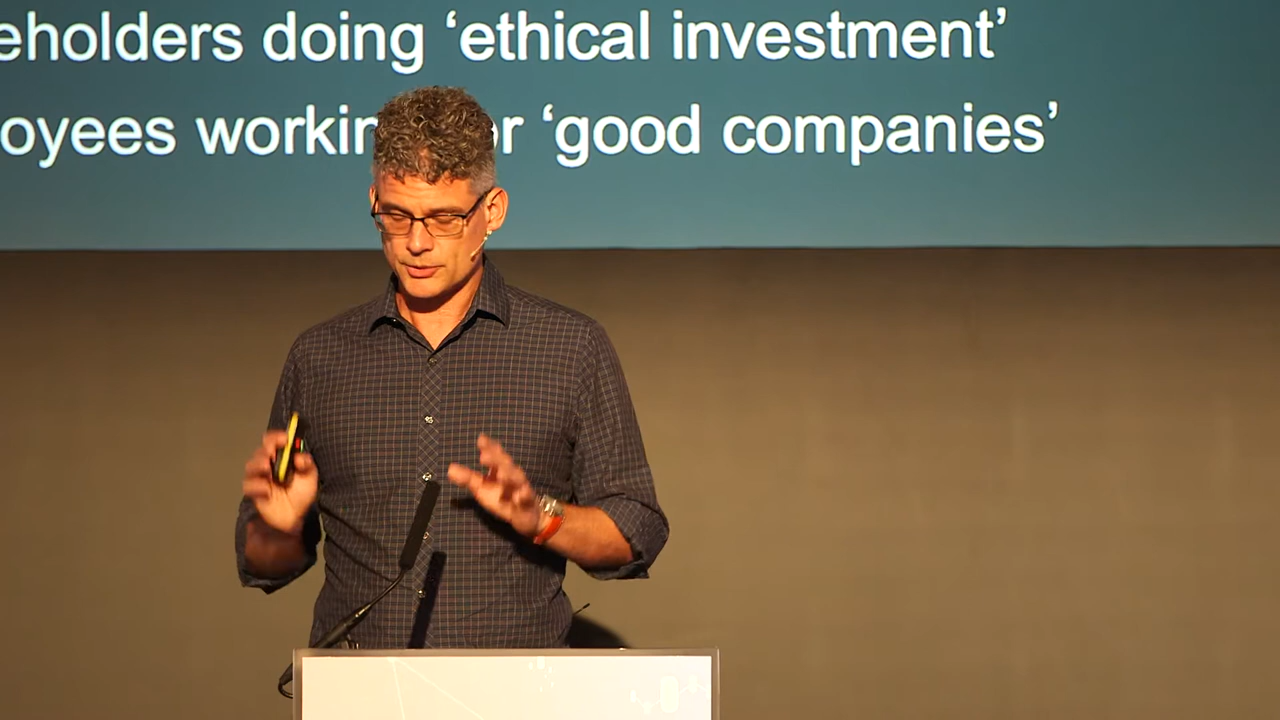 eholders doing ‘ethical investment’
oyees workin r ‘good companies’